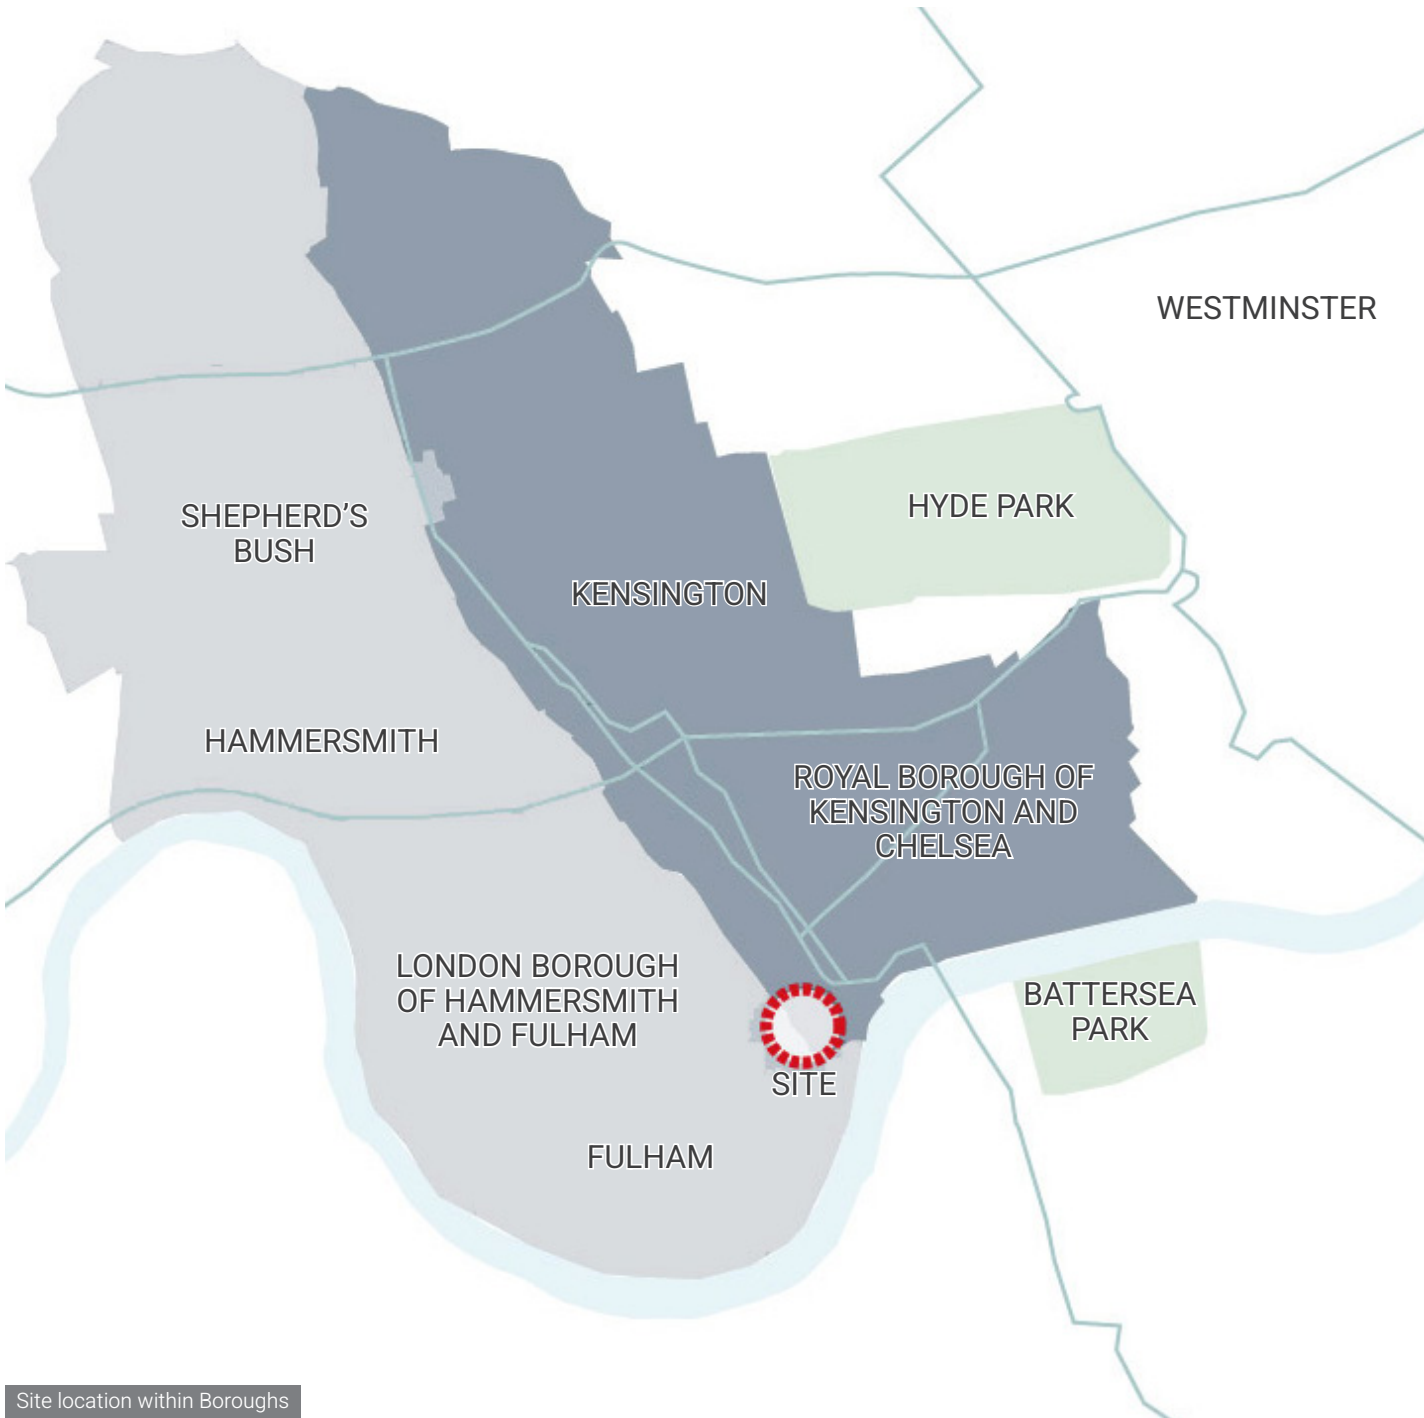 WESTMINSTER
HYDE PARK
SHEPHERD'S
BUSH
KENSINGTON
HAMMERSMITH
ROYAL BOROUGH OF
KENSINGTON AND
CHELSEA
LONDON BOROUGH
OF HAMMERSMITH
AND FULHAM
BATTERSEA
PARK
SITE
FULHAM
Site location within Boroughs